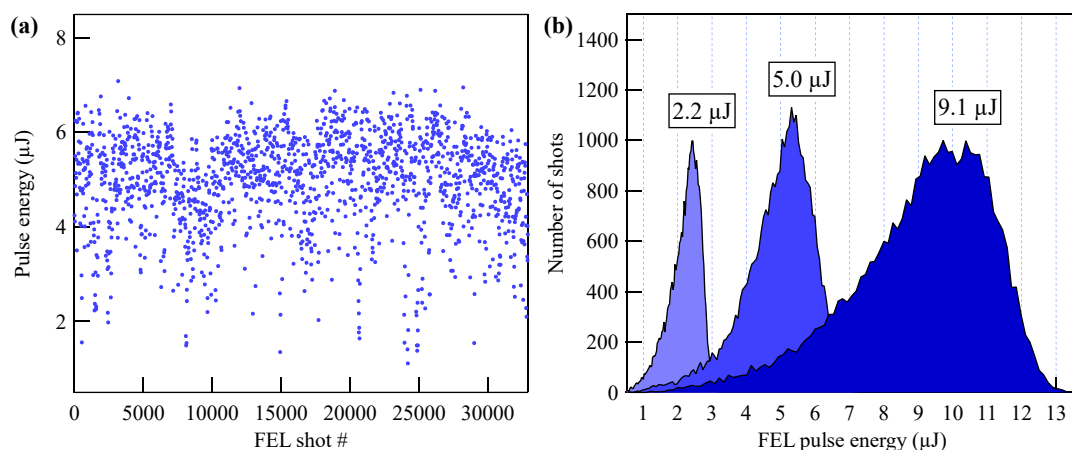 (a)
8
6
4
2
Pulse energy (µJ)
0 5000 10000 15000 20000 25000 30000
FEL shot #
(b)
1400
1200
1000
800
600
400
200
0
Number of shots
2.2 µJ
5.0 µJ
9.1 µJ
1 2 3 4 5 6 7 8 9 10 11 12 13
FEL pulse energy (µJ)